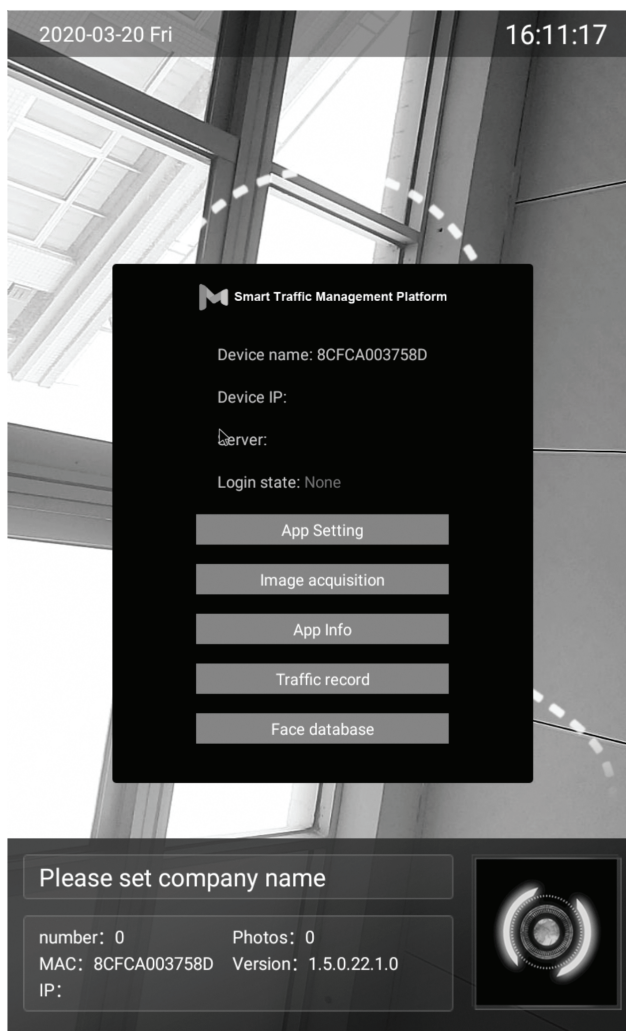 2020-03-20 Fri 16:11:17
Smart Traffic Management Platform
Device name: 8CFCA003758D
Device IP:
Server:
Login state: None
App Setting
Image acquisition
App Info
Traffic record
Face database
Please set company name
number: 0 Photos: 0
MAC: 8CFCA003758D Version: 1.5.0.22.1.0
IP: